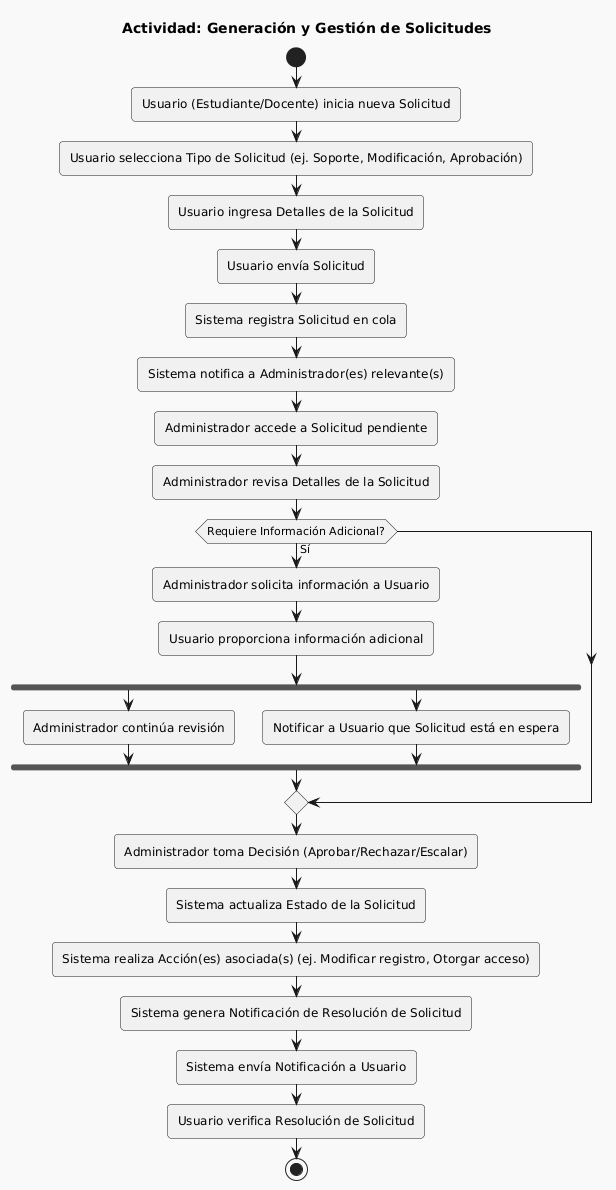 Actividad: Generación y Gestión de Solicitudes
Usuario (Estudiante/Docente) inicia nueva Solicitud
Usuario selecciona Tipo de Solicitud (ej. Soporte, Modificación, Aprobación)
Usuario ingresa Detalles de la Solicitud
Usuario envía Solicitud
Sistema registra Solicitud en cola
Sistema notifica a Administrador(es) relevante(s)
Administrador accede a Solicitud pendiente
Administrador revisa Detalles de la Solicitud
Requiere Información Adicional?
Sí
Administrador solicita información a Usuario
Usuario proporciona información adicional
Administrador continúa revisión
Notificar a Usuario que Solicitud está en espera
Administrador toma Decisión (Aprobar/Rechazar/Escalar)
Sistema actualiza Estado de la Solicitud
Sistema realiza Acción(es) asociada(s) (ej. Modificar registro, Otorgar acceso)
Sistema genera Notificación de Resolución de Solicitud
Sistema envía Notificación a Usuario
Usuario verifica Resolución de Solicitud